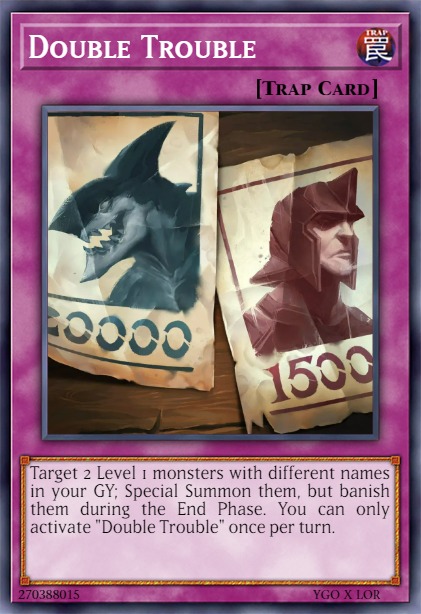 Double Trouble
TRAP
罠
[Trap Card]
20000
1500
Target 2 Level 1 monsters with different names
in your GY; Special Summon them, but banish
them during the End Phase. You can only
activate "Double Trouble" once per turn.
270388015
YGO X LOR